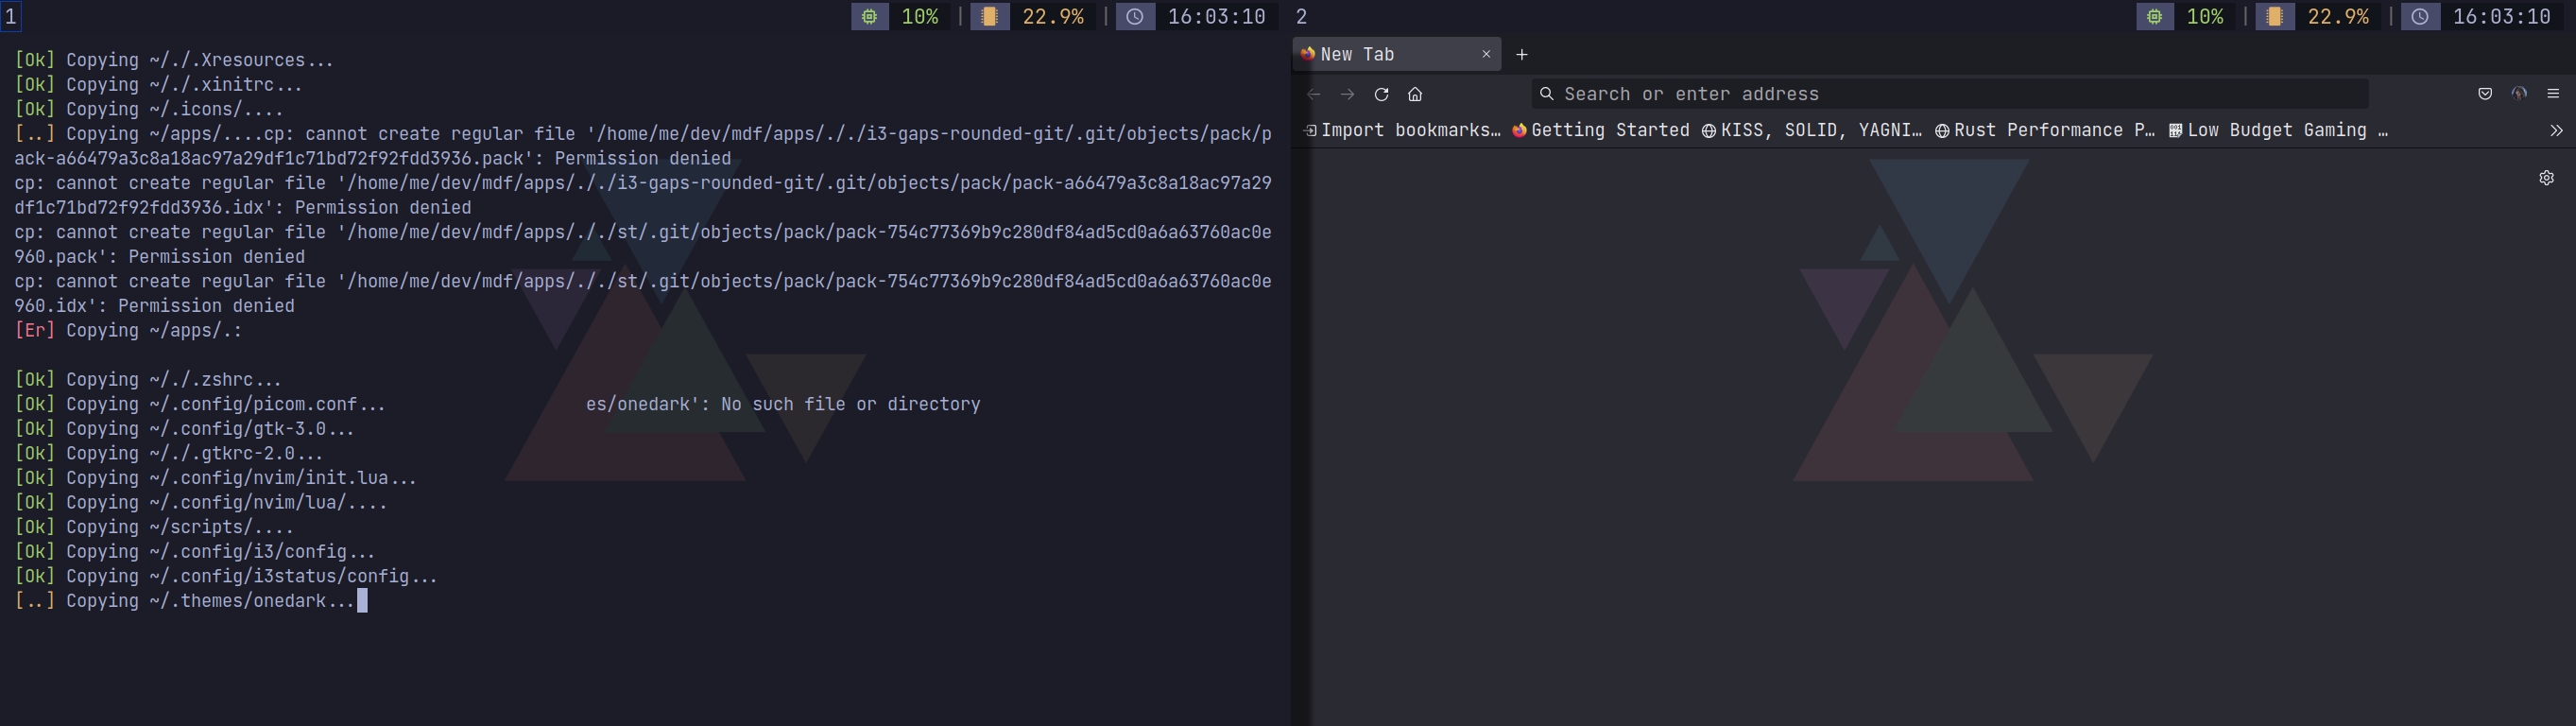 1
10% | 22.9% | 16:03:10
[Ok] Copying ~/./.Xresources...
[Ok] Copying ~/./.xinitrc...
[Ok] Copying ~/.icons/....
[..] Copying ~/apps/....cp: cannot create regular file '/home/me/dev/mdf/apps/././i3-gaps-rounded-git/.git/objects/pack/p
ack-a66479a3c8a18ac97a29df1c71bd72f92fdd3936.pack': Permission denied
cp: cannot create regular file '/home/me/dev/mdf/apps/././i3-gaps-rounded-git/.git/objects/pack/pack-a66479a3c8a18ac97a29
df1c71bd72f92fdd3936.idx': Permission denied
cp: cannot create regular file '/home/me/dev/mdf/apps/././st/.git/objects/pack/pack-754c77369b9c280df84ad5cd0a6a63760ac0e
960.pack': Permission denied
cp: cannot create regular file '/home/me/dev/mdf/apps/././st/.git/objects/pack/pack-754c77369b9c280df84ad5cd0a6a63760ac0e
960.idx': Permission denied
[Er] Copying ~/apps/.:
[Ok] Copying ~/./.zshrc...
[Ok] Copying ~/.config/picom.conf... es/onedark': No such file or directory
[Ok] Copying ~/.config/gtk-3.0...
[Ok] Copying ~/./.gtkrc-2.0...
[Ok] Copying ~/.config/nvim/init.lua...
[Ok] Copying ~/.config/nvim/lua/....
[Ok] Copying ~/scripts/....
[Ok] Copying ~/.config/i3/config...
[Ok] Copying ~/.config/i3status/config...
[..] Copying ~/.themes/onedark...
2
10% | 22.9% | 16:03:10
New Tab
Search or enter address
Import bookmarks... Getting Started KISS, SOLID, YAGNI... Rust Performance P... Low Budget Gaming ...